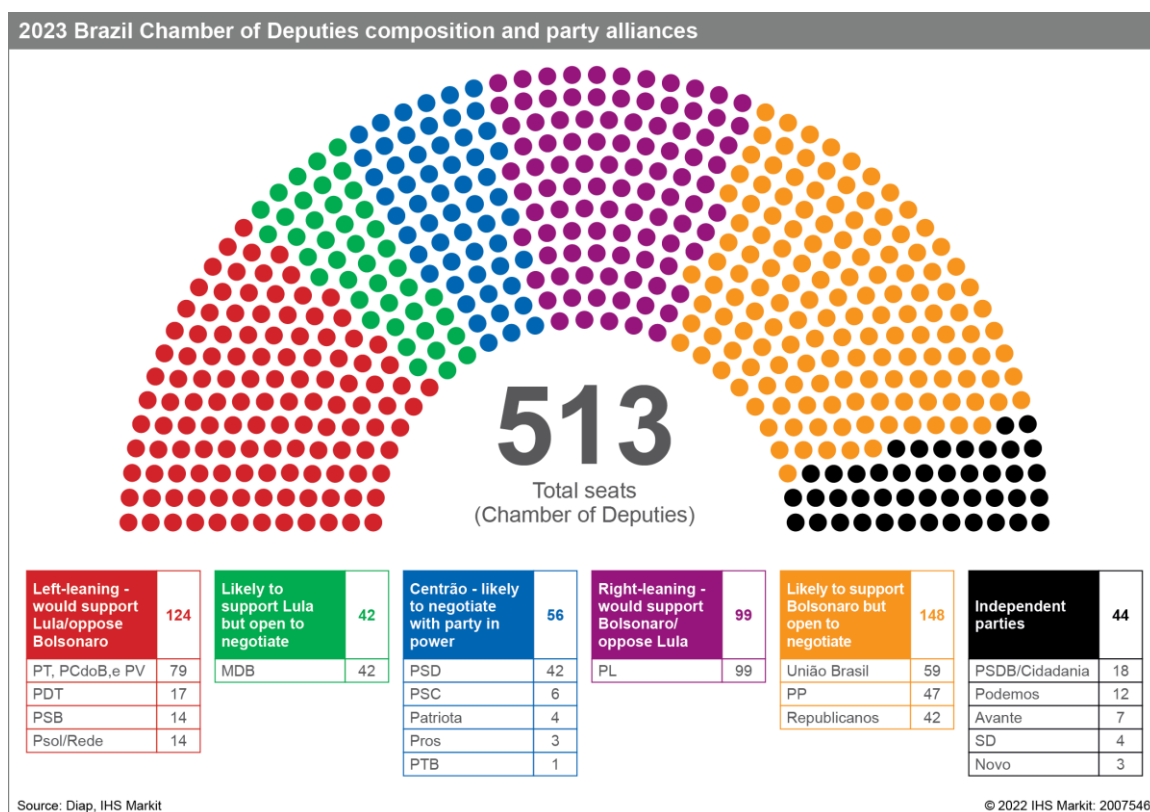 2023 Brazil Chamber of Deputies composition and party alliances
513
Total seats
(Chamber of Deputies)
Left-leaning -
would support
Lula/oppose
Bolsonaro
124
PT, PCdoB,e PV 79
PDT 17
PSB 14
Psol/Rede 14
Likely to
support Lula
but open to
negotiate
42
MDB 42
Centrão - likely
to negotiate
with party in
power
56
PSD 42
PSC 6
Patriota 4
Pros 3
PTB 1
Right-leaning -
would support
Bolsonaro/
oppose Lula
99
PL 99
Likely to support
Bolsonaro but
open to
negotiate
148
União Brasil 59
PP 47
Republicanos 42
Independent
parties
44
PSDB/Cidadania 18
Podemos 12
Avante 7
SD 4
Novo 3
Source: Diap, IHS Markit
© 2022 IHS Markit: 2007546